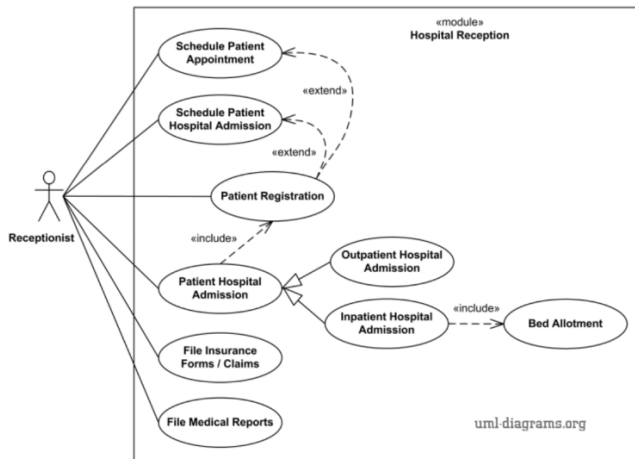 «module»
Hospital Reception
Schedule Patient
Appointment
«extend»
Schedule Patient
Hospital Admission
«extend»
Patient Registration
Receptionist
«include»
Outpatient Hospital
Admission
Patient Hospital
Admission
Inpatient Hospital
Admission
«include»
Bed Allotment
File Insurance
Forms / Claims
File Medical Reports
uml-diagrams.org